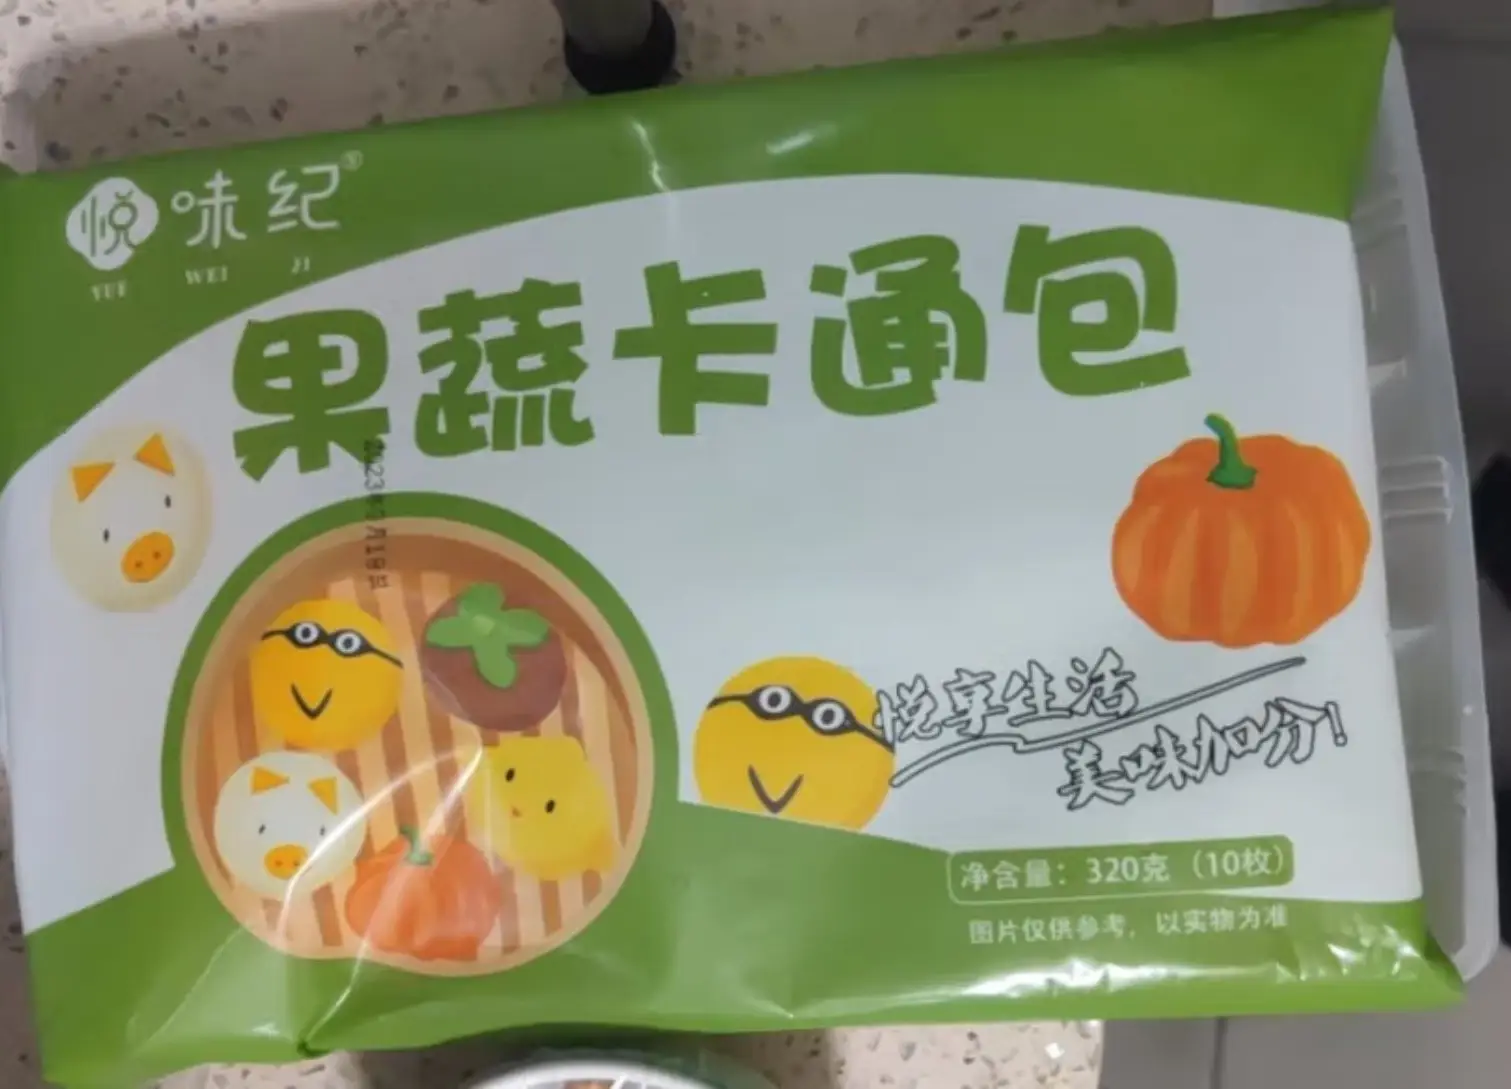 悦味纪®
YUE WEI JI
果蔬卡通包
悦享生活
美味加分!
净含量：320克（10枚）
图片仅供参考，以实物为准